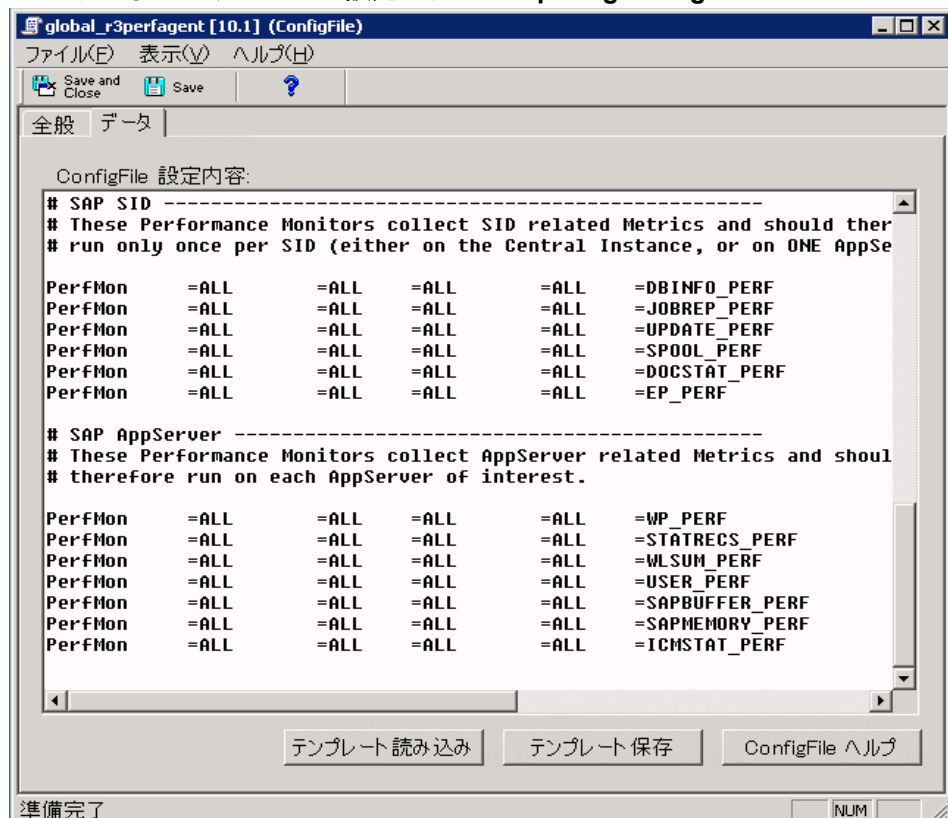 global_r3perfagent [10.1] (ConfigFile)
ファイル(F) 表示(V) ヘルプ(H)
Save and Close Save
全般 データ
ConfigFile 設定内容:
# SAP SID ---------------------------------------------------
# These Performance Monitors collect SID related Metrics and should ther
# run only once per SID (either on the Central Instance, or on ONE AppSe
PerfMon =ALL =ALL =ALL =ALL =DBINFO_PERF
PerfMon =ALL =ALL =ALL =ALL =JOBREP_PERF
PerfMon =ALL =ALL =ALL =ALL =UPDATE_PERF
PerfMon =ALL =ALL =ALL =ALL =SPOOL_PERF
PerfMon =ALL =ALL =ALL =ALL =DOCSTAT_PERF
PerfMon =ALL =ALL =ALL =ALL =EP_PERF
# SAP AppServer ---------------------------------------------
# These Performance Monitors collect AppServer related Metrics and shoul
# therefore run on each AppServer of interest.
PerfMon =ALL =ALL =ALL =ALL =WP_PERF
PerfMon =ALL =ALL =ALL =ALL =STATRECS_PERF
PerfMon =ALL =ALL =ALL =ALL =WLSUM_PERF
PerfMon =ALL =ALL =ALL =ALL =USER_PERF
PerfMon =ALL =ALL =ALL =ALL =SAPBUFFER_PERF
PerfMon =ALL =ALL =ALL =ALL =SAPMEMORY_PERF
PerfMon =ALL =ALL =ALL =ALL =ICMSTAT_PERF
テンプレート読み込み テンプレート保存 ConfigFile ヘルプ
準備完了 NUM